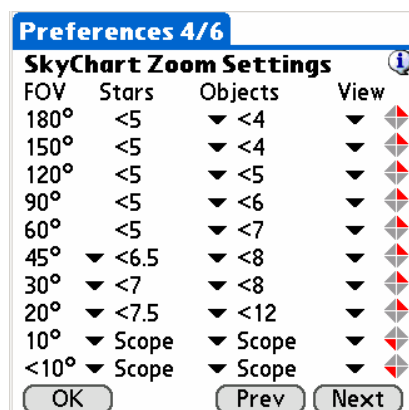 Preferences 4/6
SkyChart Zoom Settings i
FOV Stars Objects View
180° <5 <4
150° <5 <4
120° <5 <5
90° <5 <6
60° <5 <7
45° <6.5 <8
30° <7 <8
20° <7.5 <12
10° Scope Scope
<10° Scope Scope
OK Prev Next